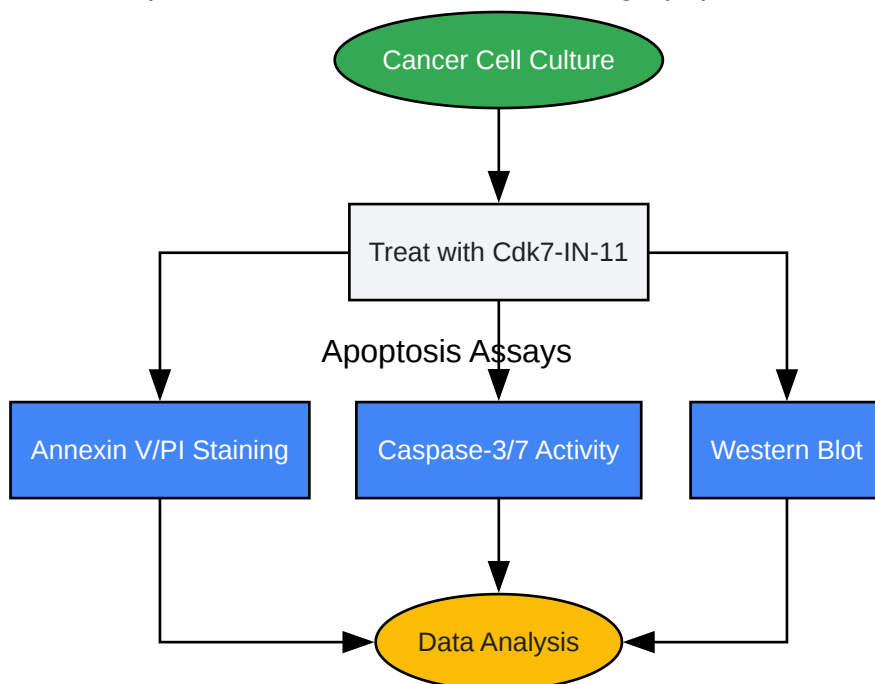 Cancer Cell Culture
Treat with Cdk7-IN-11
Apoptosis Assays
Annexin V/PI Staining
Caspase-3/7 Activity
Western Blot
Data Analysis